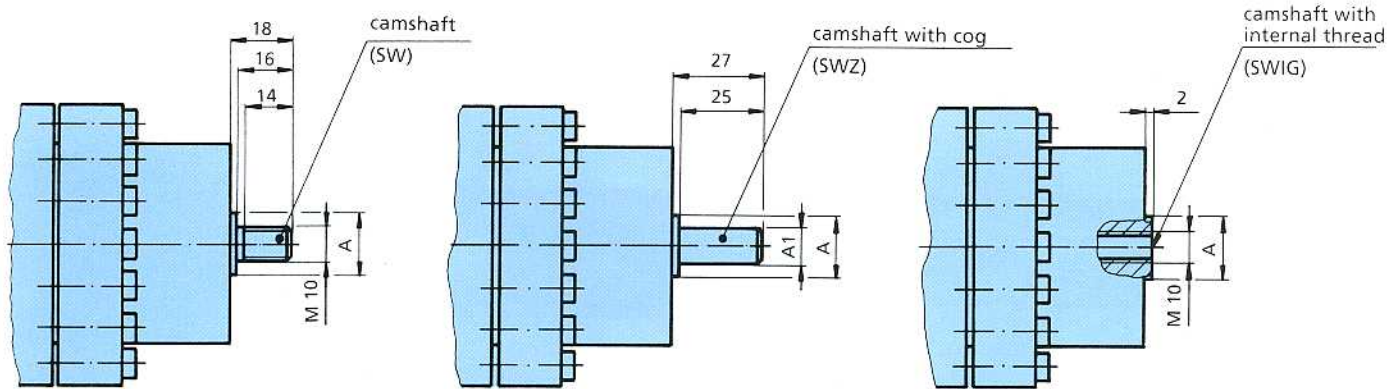 camshaft
(SW)
18
16
14
A
M 10
camshaft with cog
(SWZ)
27
25
A1
A
camshaft with
internal thread
(SWIG)
2
A
M 10